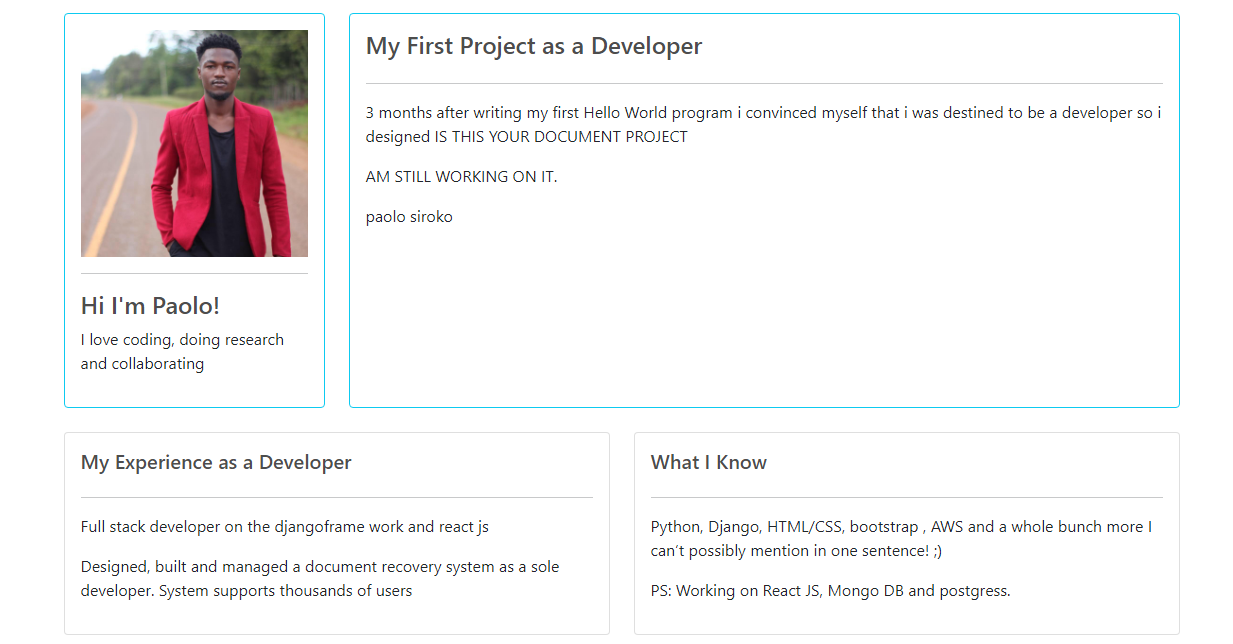 Hi I'm Paolo!
I love coding, doing research
and collaborating
My First Project as a Developer
3 months after writing my first Hello World program i convinced myself that i was destined to be a developer so i
designed IS THIS YOUR DOCUMENT PROJECT
AM STILL WORKING ON IT.
paolo siroko
My Experience as a Developer
Full stack developer on the djangoframe work and react js
Designed, built and managed a document recovery system as a sole
developer. System supports thousands of users
What I Know
Python, Django, HTML/CSS, bootstrap , AWS and a whole bunch more I
can´t possibly mention in one sentence! ;)
PS: Working on React JS, Mongo DB and postgress.